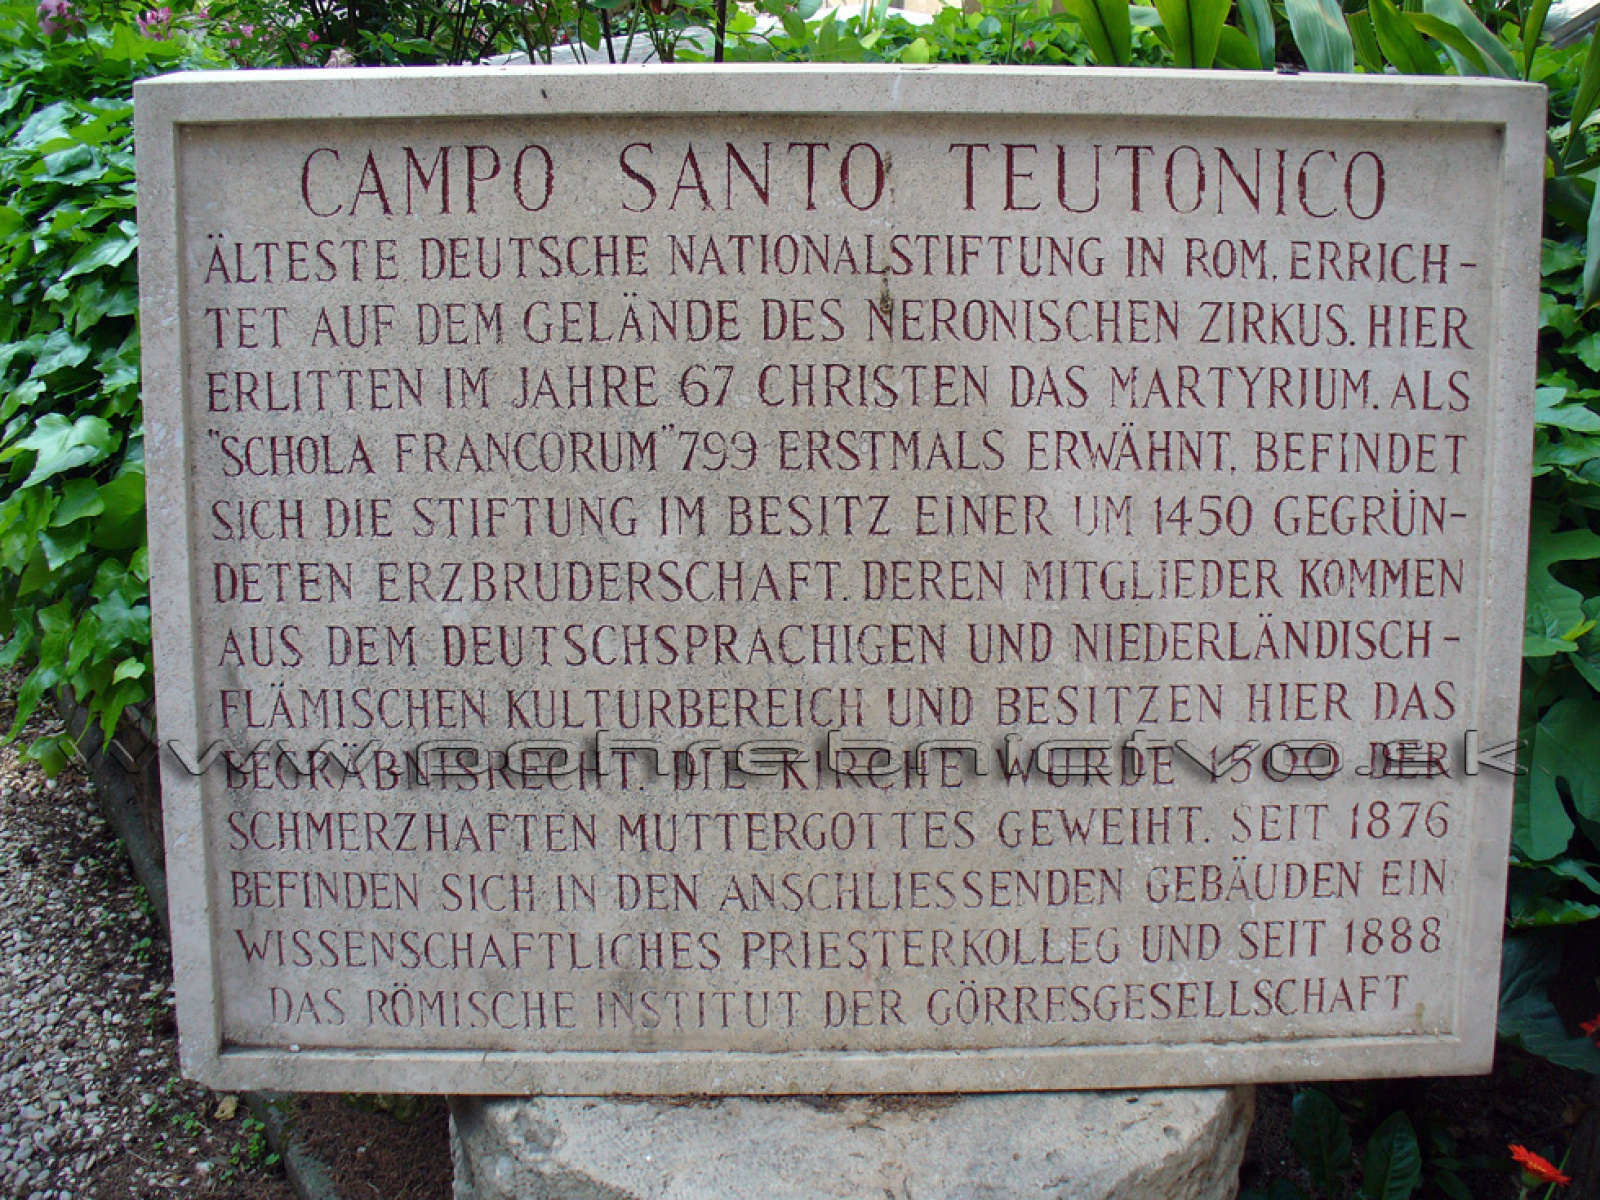 CAMPO SANTO TEUTONICO
ÄLTESTE DEUTSCHE NATIONALSTIFTUNG IN ROM, ERRICH-
TET AUF DEM GELÄNDE DES NERONISCHEN ZIRKUS. HIER
ERLITTEN IM JAHRE 67 CHRISTEN DAS MARTYRIUM. ALS
"SCHOLA FRANCORUM" 799 ERSTMALS ERWÄHNT, BEFINDET
SICH DIE STIFTUNG IM BESITZ EINER UM 1450 GEGRÜN-
DETEN ERZBRUDERSCHAFT. DEREN MITGLIEDER KOMMEN
AUS DEM DEUTSCHSPRACHIGEN UND NIEDERLÄNDISCH-
FLÄMISCHEN KULTURBEREICH UND BESITZEN HIER DAS
BEGRÄBNISRECHT. DIE KIRCHE WURDE 1500 DER
www.pohrebnictvo.sk
SCHMERZHAFTEN MUTTERGOTTES GEWEIHT. SEIT 1876
BEFINDEN SICH IN DEN ANSCHLIESSENDEN GEBÄUDEN EIN
WISSENSCHAFTLICHES PRIESTERKOLLEG UND SEIT 1888
DAS RÖMISCHE INSTITUT DER GÖRRESGESELLSCHAFT